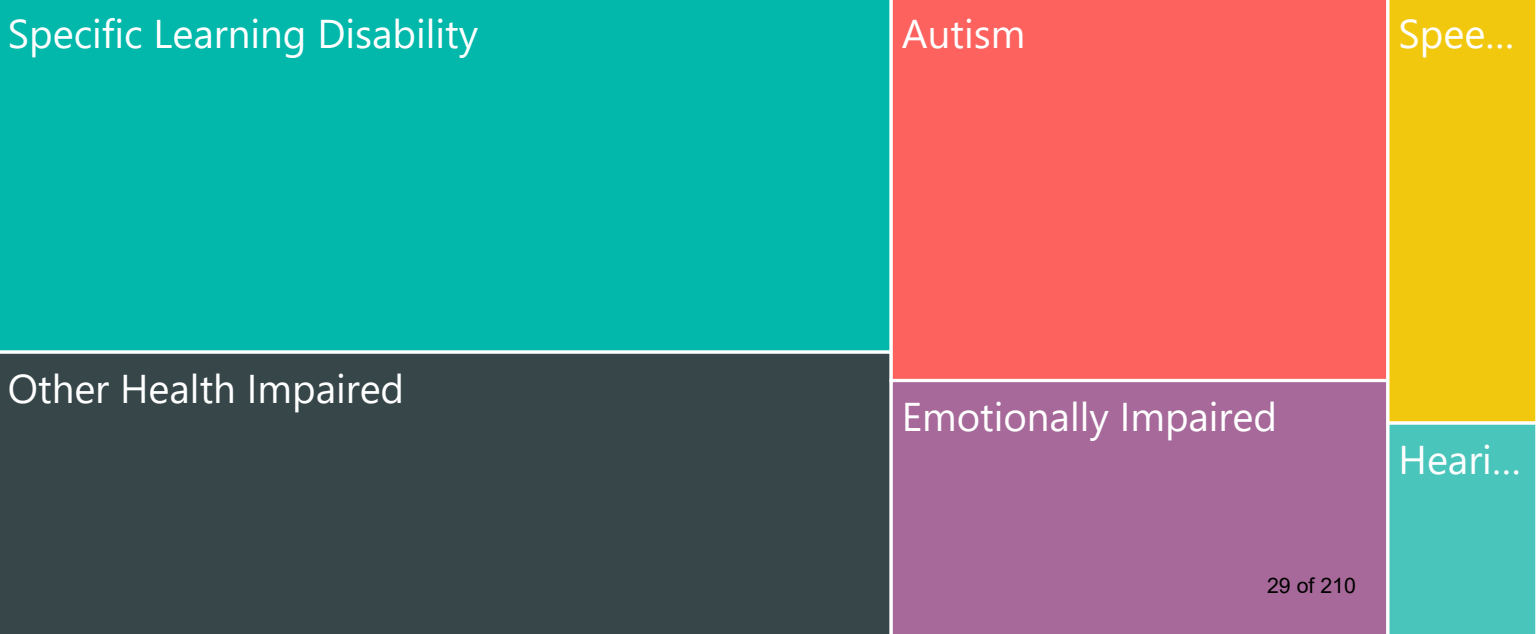 Specific Learning Disability
Autism
Spee...
Other Health Impaired
Emotionally Impaired
Heari...
29 of 210